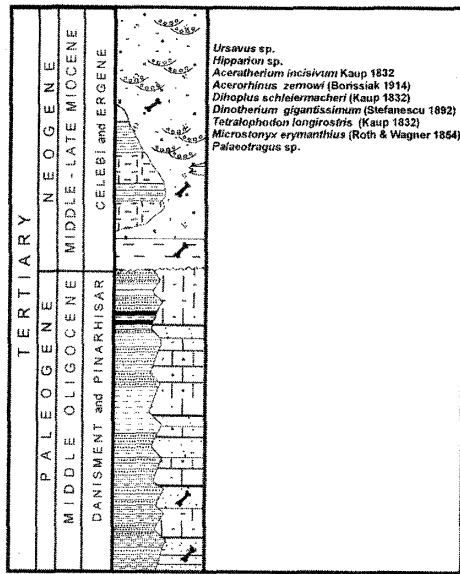 TERTIARY
NEOGENE
MIDDLE-LATE MIOCENE
CELEBI and ERGENE
PALEOGENE
MIDDLE OLIGOCENE
DANISMENT and PINARHISAR
Ursavus sp.
Hipparion sp.
Aceratherium incisivum Kaup 1832
Acerorhinus zernowi (Borissiak 1914)
Dihoplus schleiermacheri (Kaup 1832)
Dinotherium gigantissimum (Stefanescu 1892)
Tetralophodon longirostris (Kaup 1832)
Microstonyx erymanthius (Roth & Wagner 1854)
Palaeotragus sp.